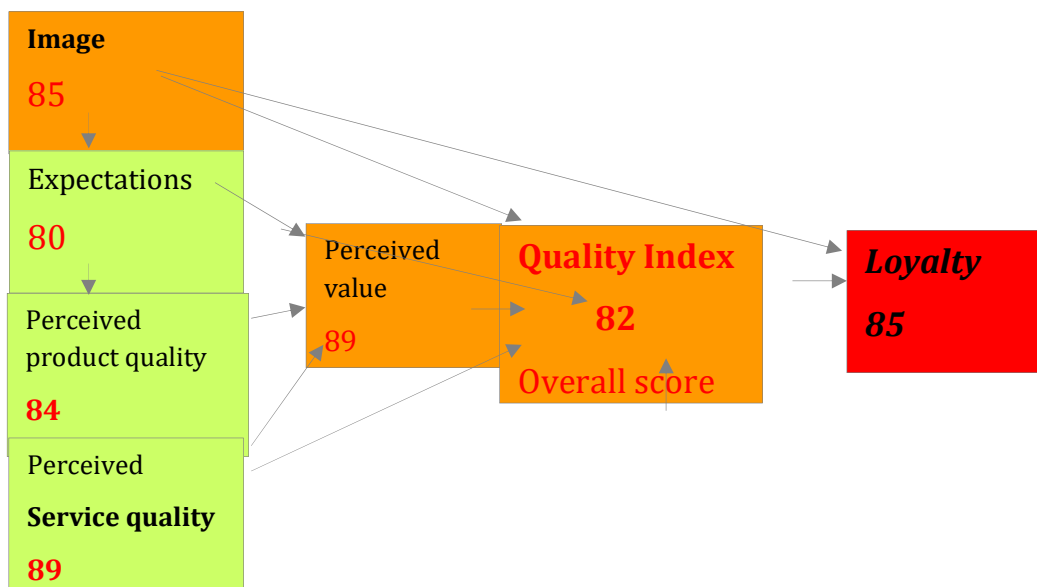 Image
85
Expectations
80
Perceived
product quality
84
Perceived
Service quality
89
Perceived
value
89
Quality Index
82
Overall score
Loyalty
85